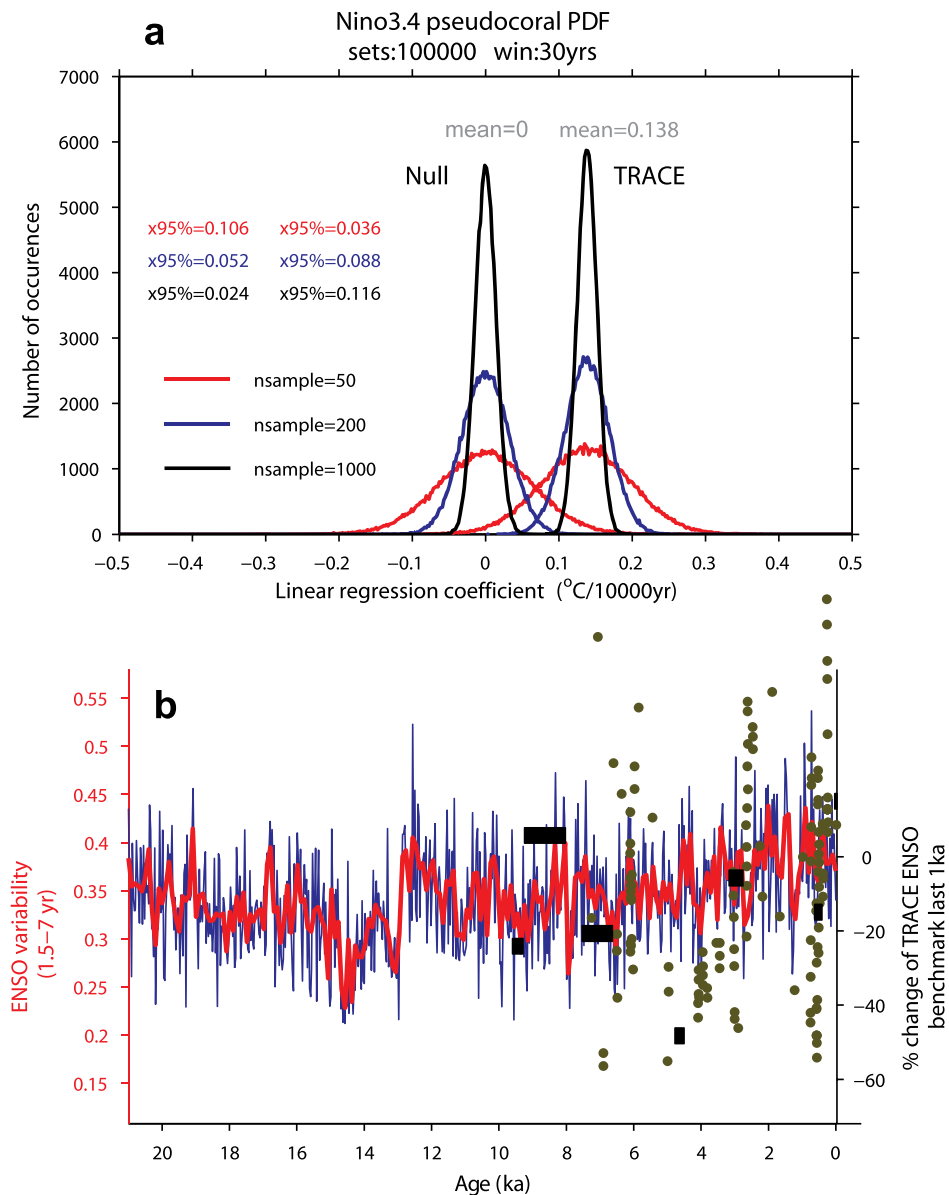 a
Nino3.4 pseudocoral PDF
sets:100000 win:30yrs
7000
6000
5000
4000
3000
2000
1000
0
Number of occurences
mean=0 mean=0.138
Null TRACE
x95%=0.106 x95%=0.036
x95%=0.052 x95%=0.088
x95%=0.024 x95%=0.116
nsample=50
nsample=200
nsample=1000
−0.5 −0.4 −0.3 −0.2 −0.1 0 0.1 0.2 0.3 0.4 0.5
Linear regression coefficient (°C/10000yr)
b
0.55
0.5
0.45
0.4
0.35
0.3
0.25
0.2
0.15
ENSO variability
(1.5−7 yr)
0
−20
−40
−60
% change of TRACE ENSO
benchmark last 1ka
20 18 16 14 12 10 8 6 4 2 0
Age (ka)